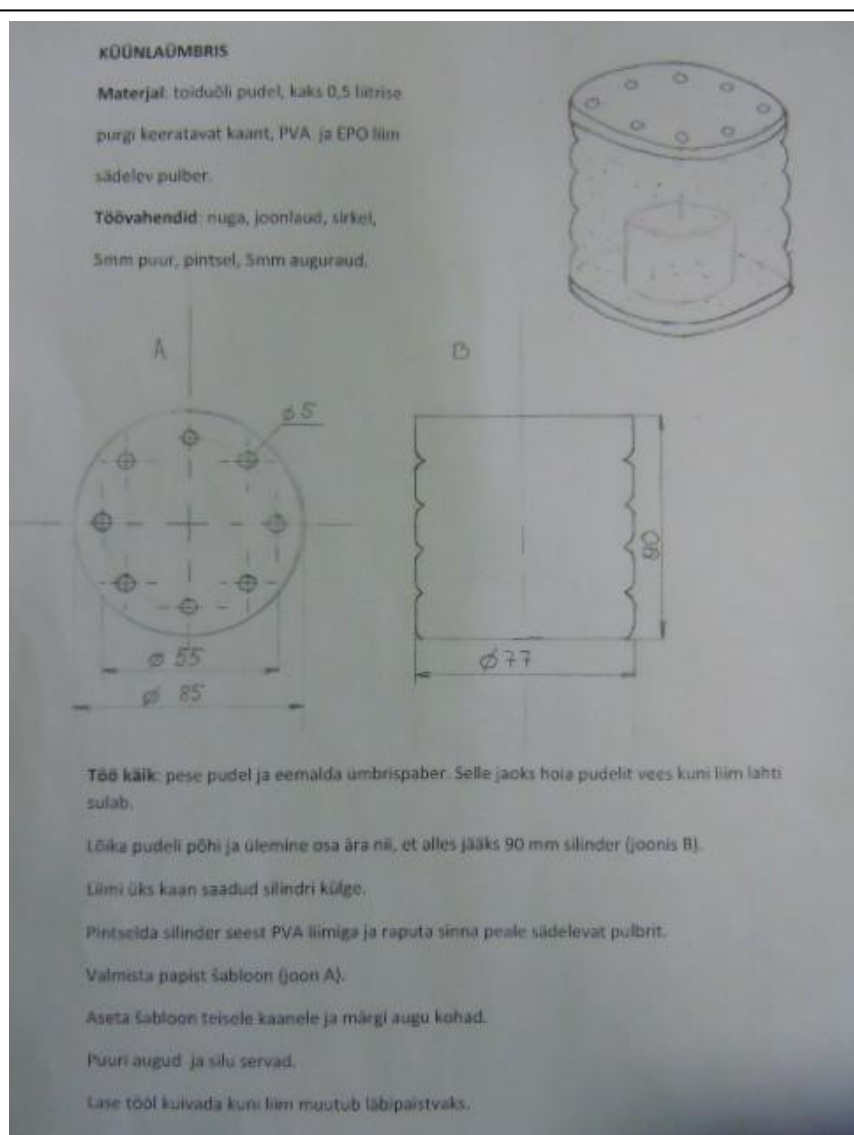 KÜÜNLAÜMBRIS
Materjal: toiduõli pudel, kaks 0,5 liitrise
purgi keeratavat kaant, PVA ja EPO liim
sädelev pulber.
Töövahendid: nuga, joonlaud, sirkel,
5mm puur, pintsel, 5mm auguraud.
A
B
ø 5
90
ø 55
ø 77
ø 85
Töö käik: pese pudel ja eemalda ümbrispaber. Selle jaoks hoia pudelit vees kuni liim lahti
sulab.
Lõika pudeli põhi ja ülemine osa ära nii, et alles jääks 90 mm silinder (joonis B).
Liimi üks kaan saadud silindri külge.
Pintselda silinder seest PVA liimiga ja raputa sinna peale sädelevat pulbrit.
Valmista papist šabloon (joon A).
Aseta šabloon teisele kaanele ja märgi augu kohad.
Puuri augud ja silu servad.
Lase tööl kuivada kuni liim muutub läbipaistvaks.